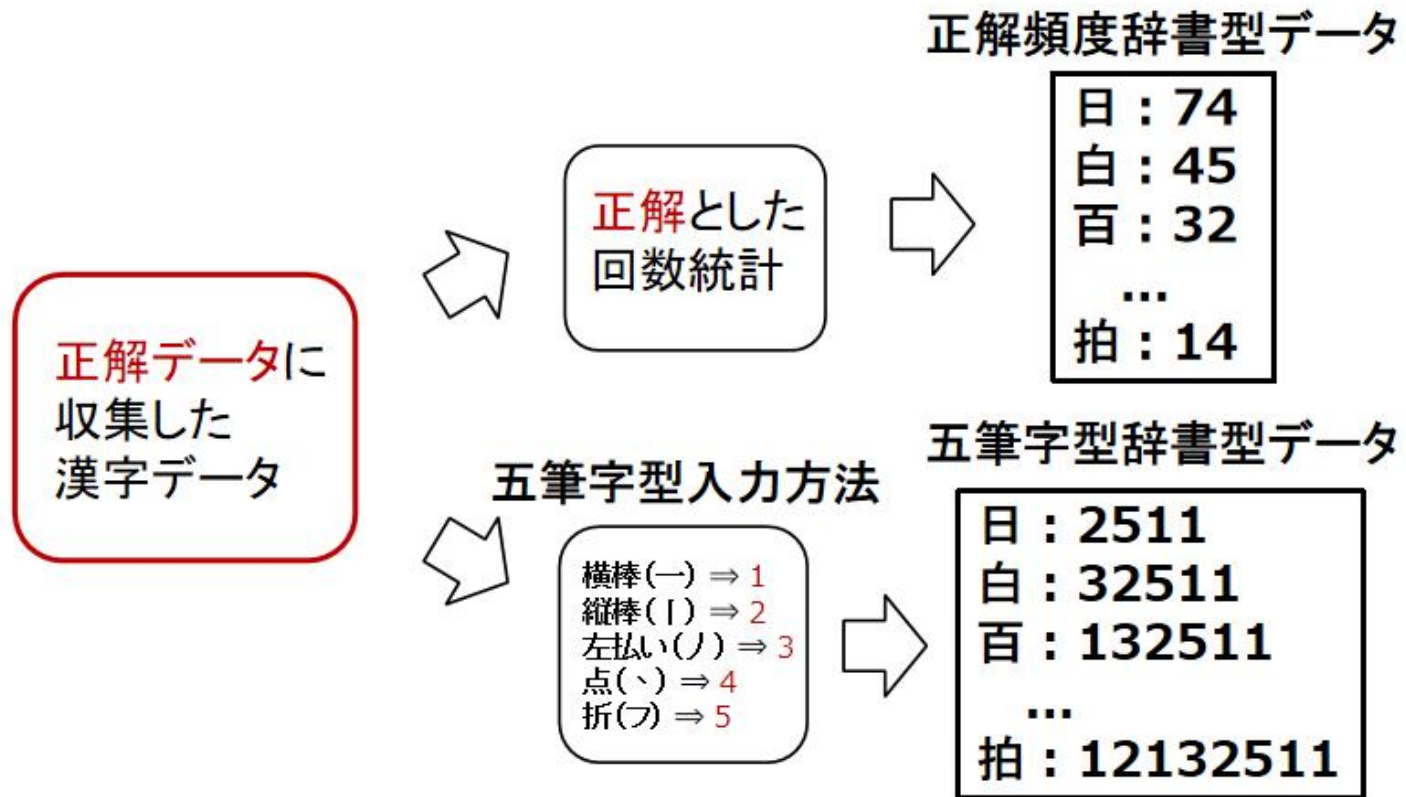 正解頻度辞書型データ
日：74
白：45
百：32
...
拍：14
正解とした
回数統計
正解データに
収集した
漢字データ
五筆字型入力方法
横棒(一) ⇒ 1
縦棒(丨) ⇒ 2
左払い(丿) ⇒ 3
点(丶) ⇒ 4
折(フ) ⇒ 5
五筆字型辞書型データ
日：2511
白：32511
百：132511
...
拍：12132511